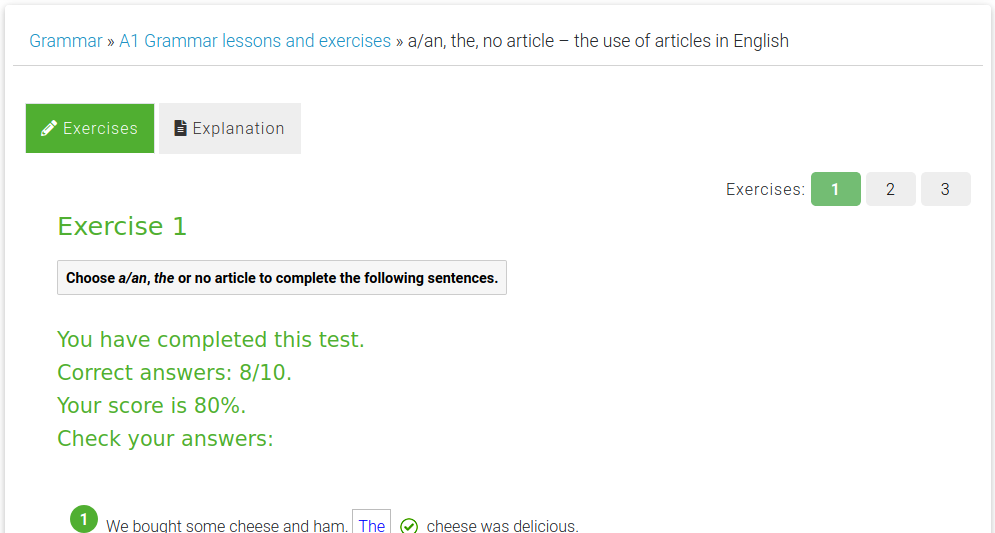 Grammar » A1 Grammar lessons and exercises » a/an, the, no article – the use of articles in English
Exercises Explanation
Exercises: 1 2 3
Exercise 1
Choose a/an, the or no article to complete the following sentences.
You have completed this test.
Correct answers: 8/10.
Your score is 80%.
Check your answers:
1 We bought some cheese and ham. The cheese was delicious.